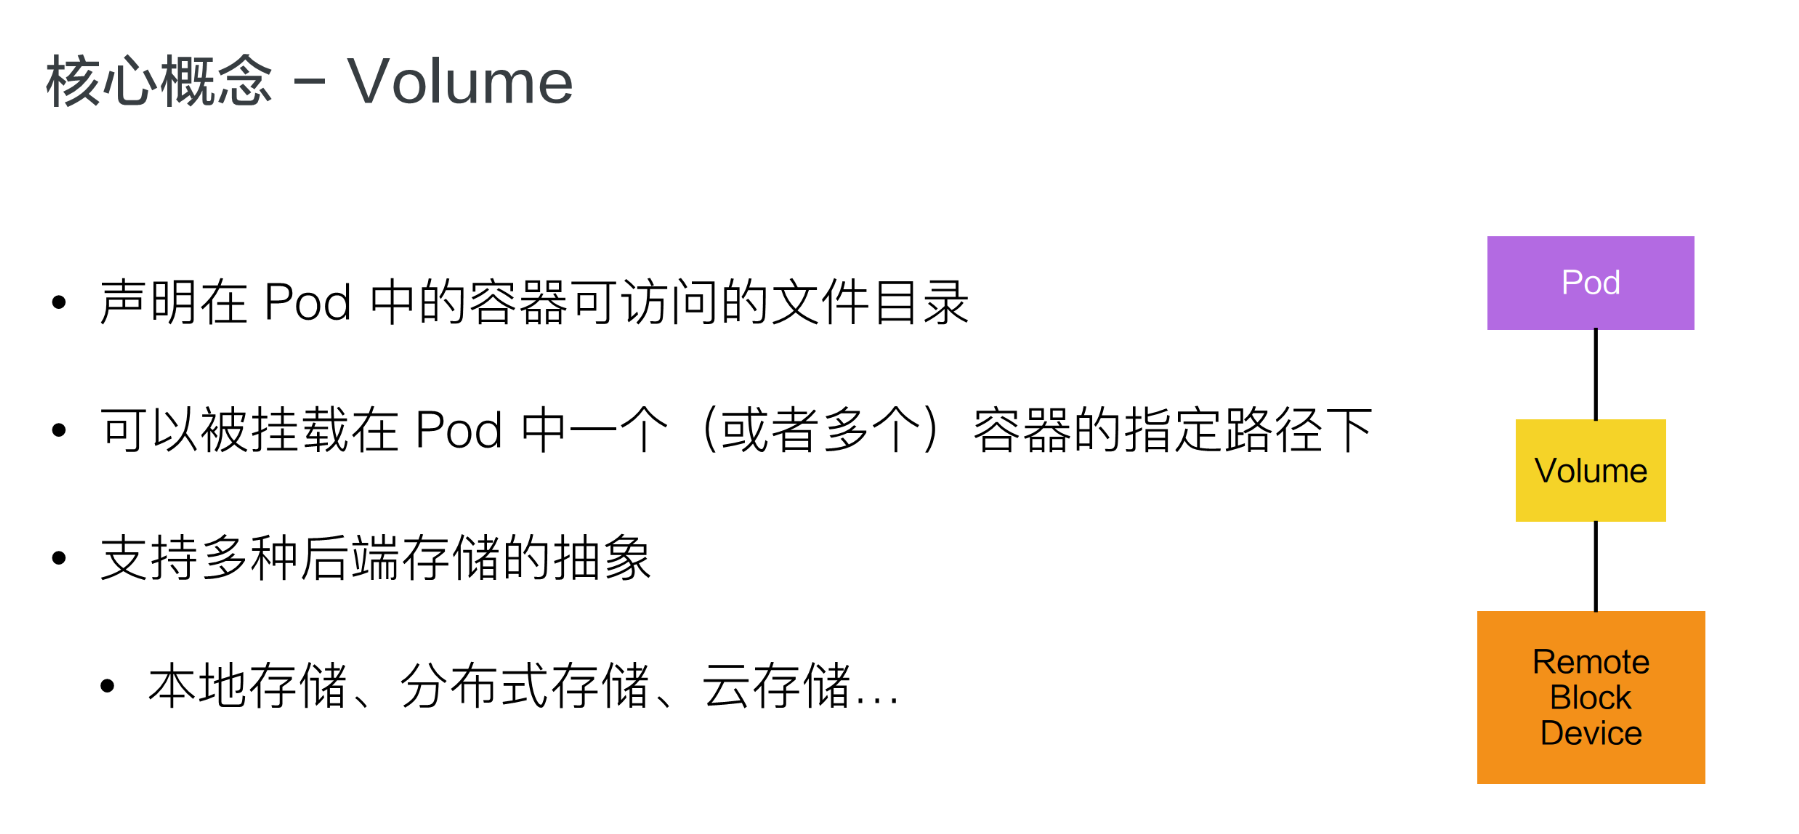 核心概念 – Volume
• 声明在 Pod 中的容器可访问的文件目录
• 可以被挂载在 Pod 中一个（或者多个）容器的指定路径下
• 支持多种后端存储的抽象
• 本地存储、分布式存储、云存储…
Pod
Volume
Remote
Block
Device